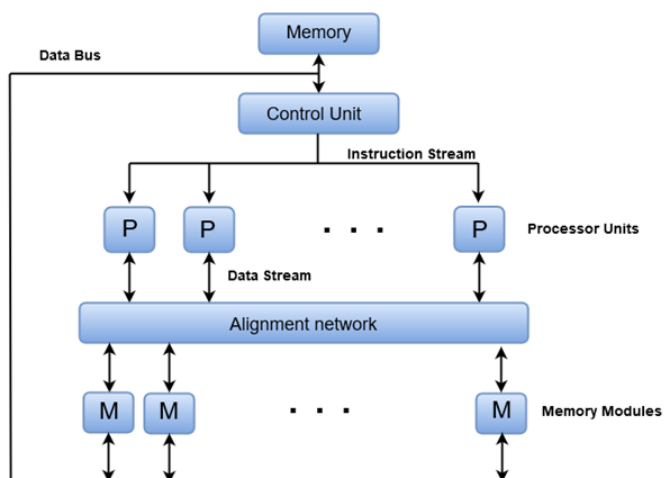 Memory
Data Bus
Control Unit
Instruction Stream
P P . . . P Processor Units
Data Stream
Alignment network
M M . . . M Memory Modules